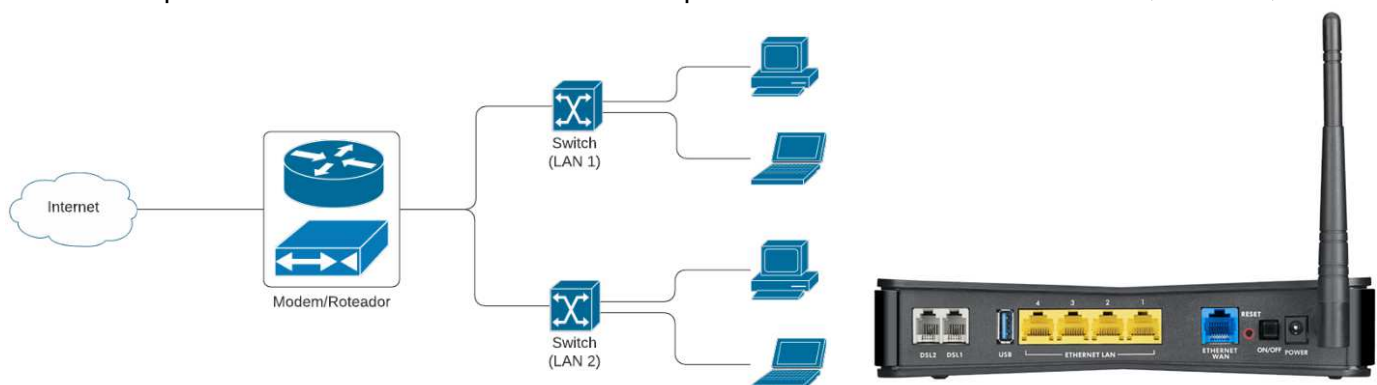 Internet
Modem/Roteador
Switch
(LAN 1)
Switch
(LAN 2)
4 3 2 1
DSL2 DSL1
USB
ETHERNET LAN
ETHERNET
WAN
RESET
ON/OFF
POWER